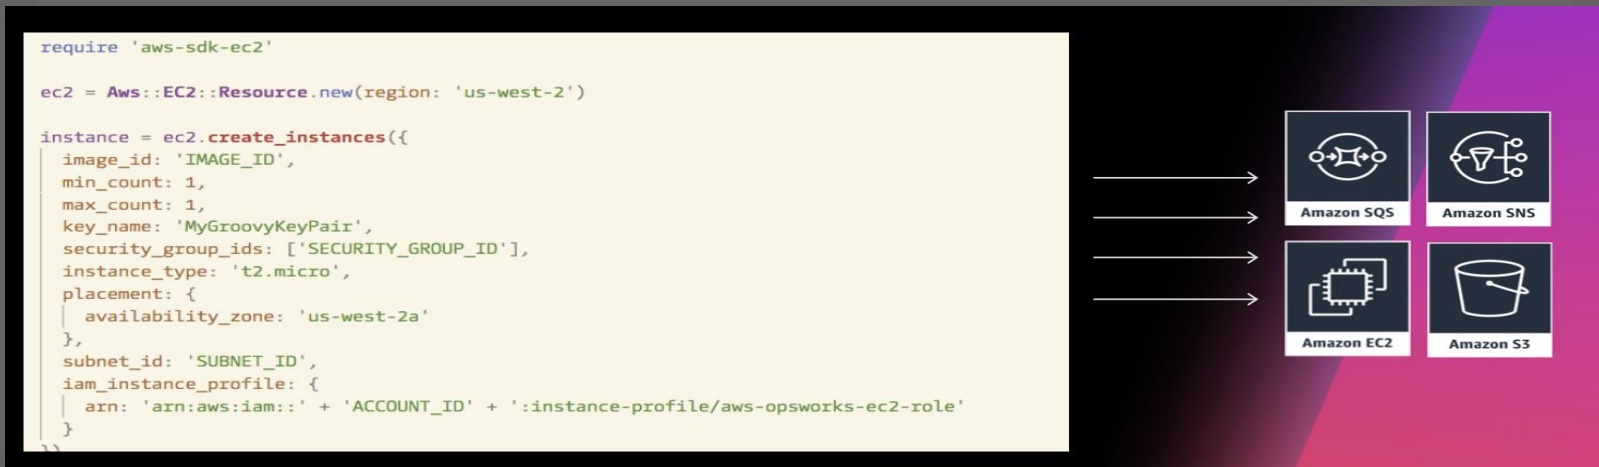 require 'aws-sdk-ec2'
ec2 = Aws::EC2::Resource.new(region: 'us-west-2')
instance = ec2.create_instances({
image_id: 'IMAGE_ID',
min_count: 1,
max_count: 1,
key_name: 'MyGroovyKeyPair',
security_group_ids: ['SECURITY_GROUP_ID'],
instance_type: 't2.micro',
placement: {
availability_zone: 'us-west-2a'
},
subnet_id: 'SUBNET_ID',
iam_instance_profile: {
arn: 'arn:aws:iam::' + 'ACCOUNT_ID' + ':instance-profile/aws-opsworks-ec2-role'
}
})
Amazon SQS
Amazon SNS
Amazon EC2
Amazon S3